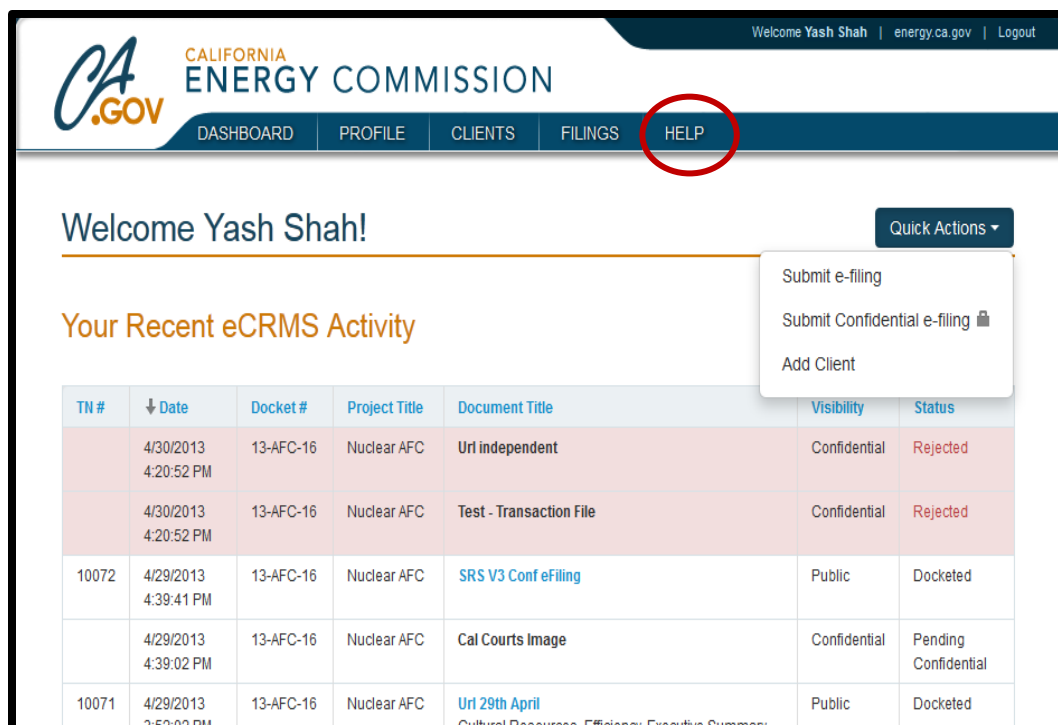 Welcome Yash Shah | energy.ca.gov | Logout
CA
.GOV
CALIFORNIA
ENERGY COMMISSION
DASHBOARD PROFILE CLIENTS FILINGS HELP
Welcome Yash Shah!
Quick Actions
Submit e-filing
Submit Confidential e-filing
Add Client
Your Recent eCRMS Activity
TN # Date Docket # Project Title Document Title Visibility Status
4/30/2013 13-AFC-16 Nuclear AFC Url independent Confidential Rejected
4:20:52 PM
4/30/2013 13-AFC-16 Nuclear AFC Test - Transaction File Confidential Rejected
4:20:52 PM
10072 4/29/2013 13-AFC-16 Nuclear AFC SRS V3 Conf eFiling Public Docketed
4:39:41 PM
4/29/2013 13-AFC-16 Nuclear AFC Cal Courts Image Confidential Pending
4:39:02 PM Confidential
10071 4/29/2013 13-AFC-16 Nuclear AFC Url 29th April Public Docketed
Cultural Resources, Efficiency, Executive Summary